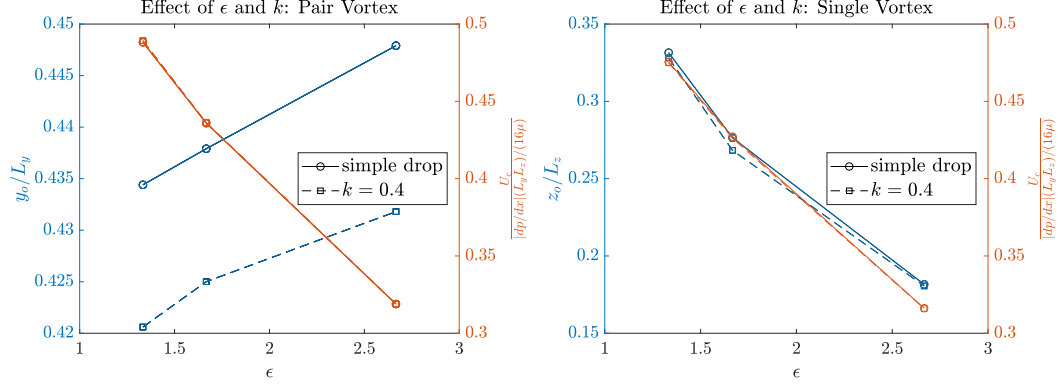 Effect of ϵ and k: Pair Vortex
0.45
0.445
0.44
0.435
0.43
0.425
0.42
y_o/L_y
0.5
0.45
0.4
0.35
0.3
U_c
|dp/dx|(L_yL_z)/(16μ)
simple drop
k = 0.4
1
1.5
2
2.5
3
ϵ
Effect of ϵ and k: Single Vortex
0.35
0.3
0.25
0.2
0.15
z_o/L_z
0.5
0.45
0.4
0.35
0.3
U_c
|dp/dx|(L_yL_z)/(16μ)
simple drop
k = 0.4
1
1.5
2
2.5
3
ϵ